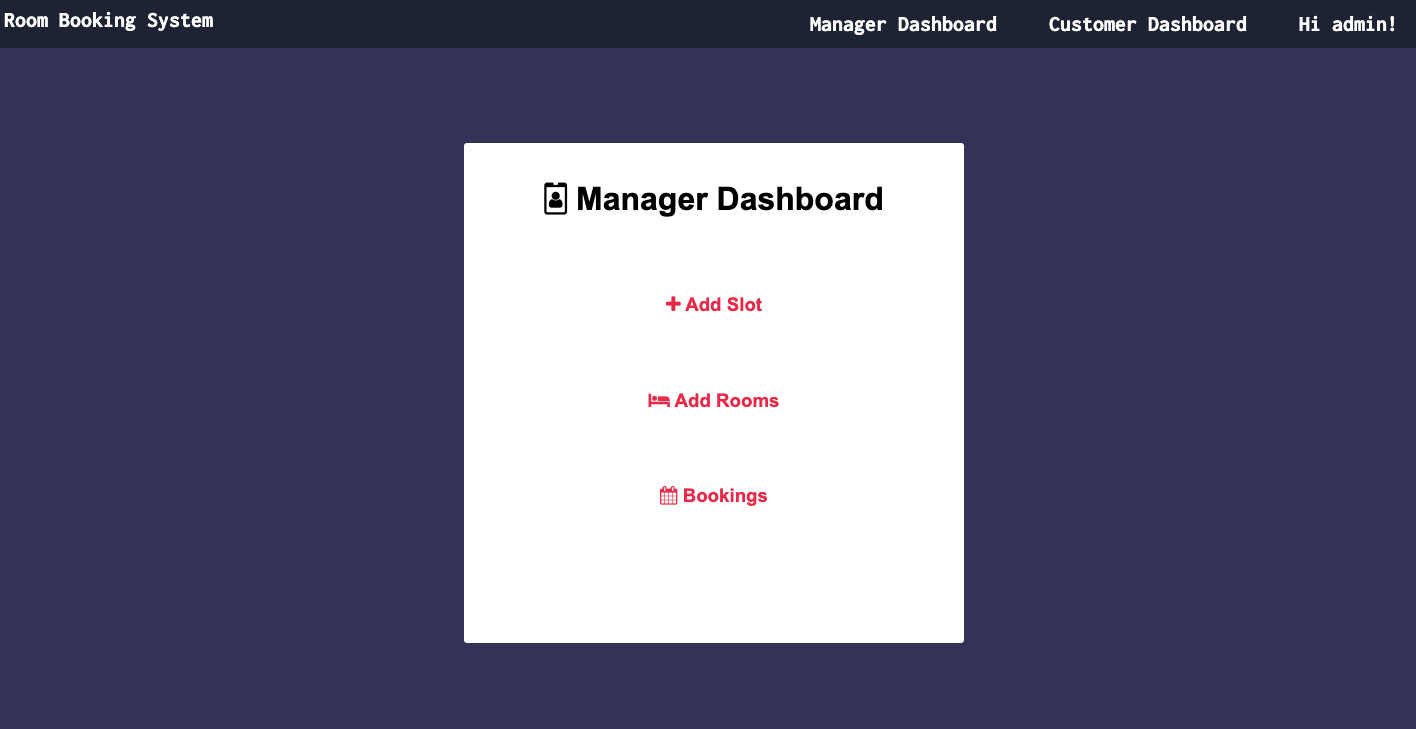 Room Booking System
Manager Dashboard
Customer Dashboard
Hi admin!
Manager Dashboard
Add Slot
Add Rooms
Bookings